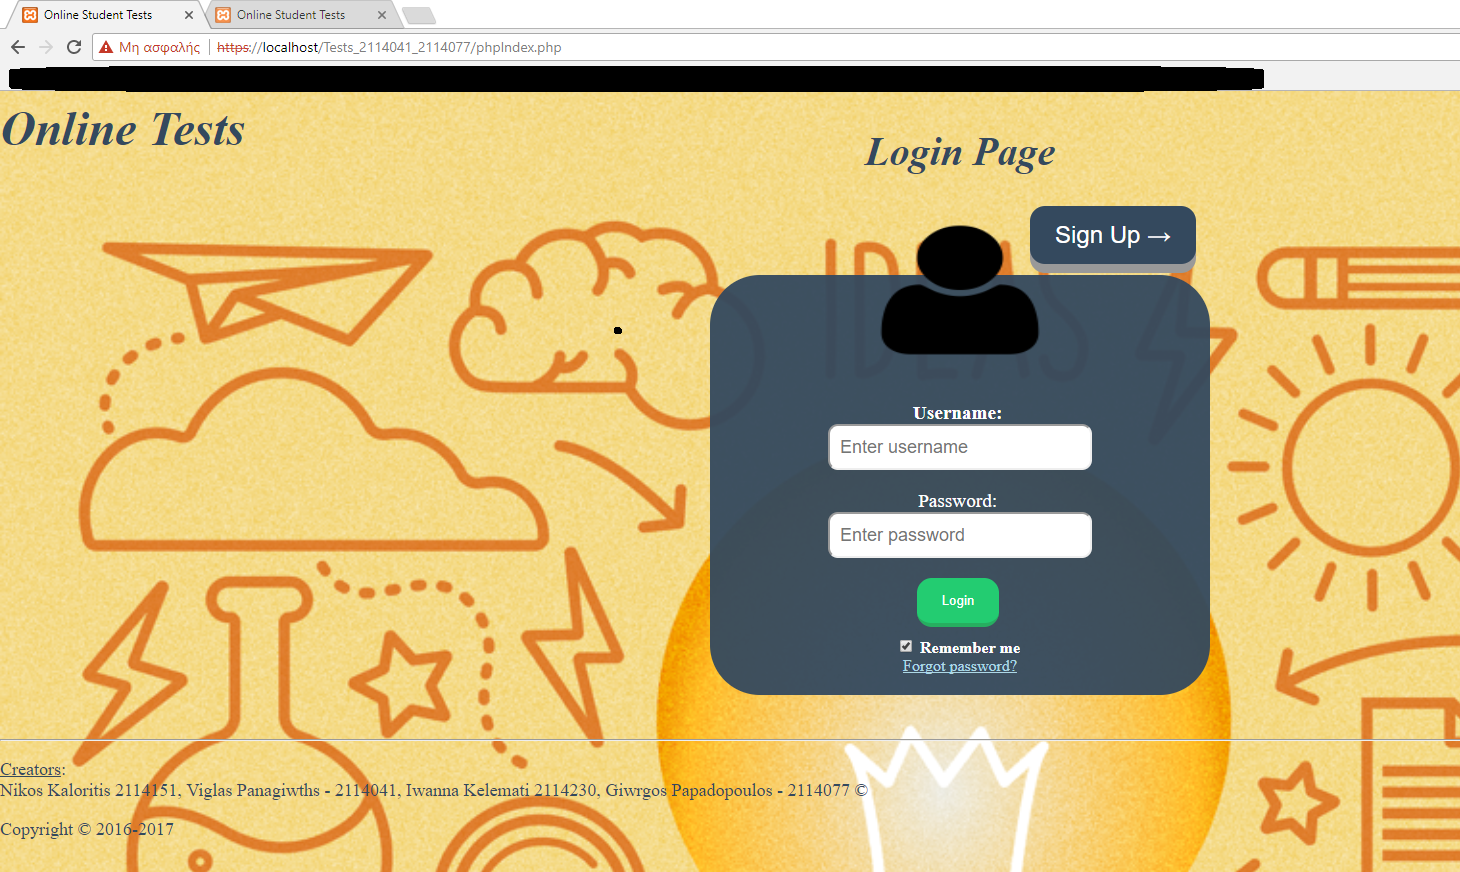 Online Student Tests
Online Student Tests
Μη ασφαλής https://localhost/Tests_2114041_2114077/phpIndex.php
Online Tests
Login Page
Sign Up →
IDEAS
Username:
Enter username
Password:
Enter password
Login
Remember me
Forgot password?
Creators:
Nikos Kaloritis 2114151, Viglas Panagiwths - 2114041, Iwanna Kelemati 2114230, Giwrgos Papadopoulos - 2114077 ©
Copyright © 2016-2017